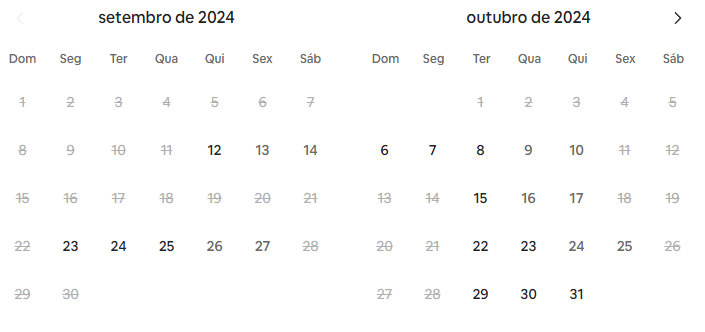 setembro de 2024
Dom Seg Ter Qua Qui Sex Sáb
1 2 3 4 5 6 7
8 9 10 11 12 13 14
15 16 17 18 19 20 21
22 23 24 25 26 27 28
29 30
outubro de 2024
Dom Seg Ter Qua Qui Sex Sáb
1 2 3 4 5
6 7 8 9 10 11 12
13 14 15 16 17 18 19
20 21 22 23 24 25 26
27 28 29 30 31